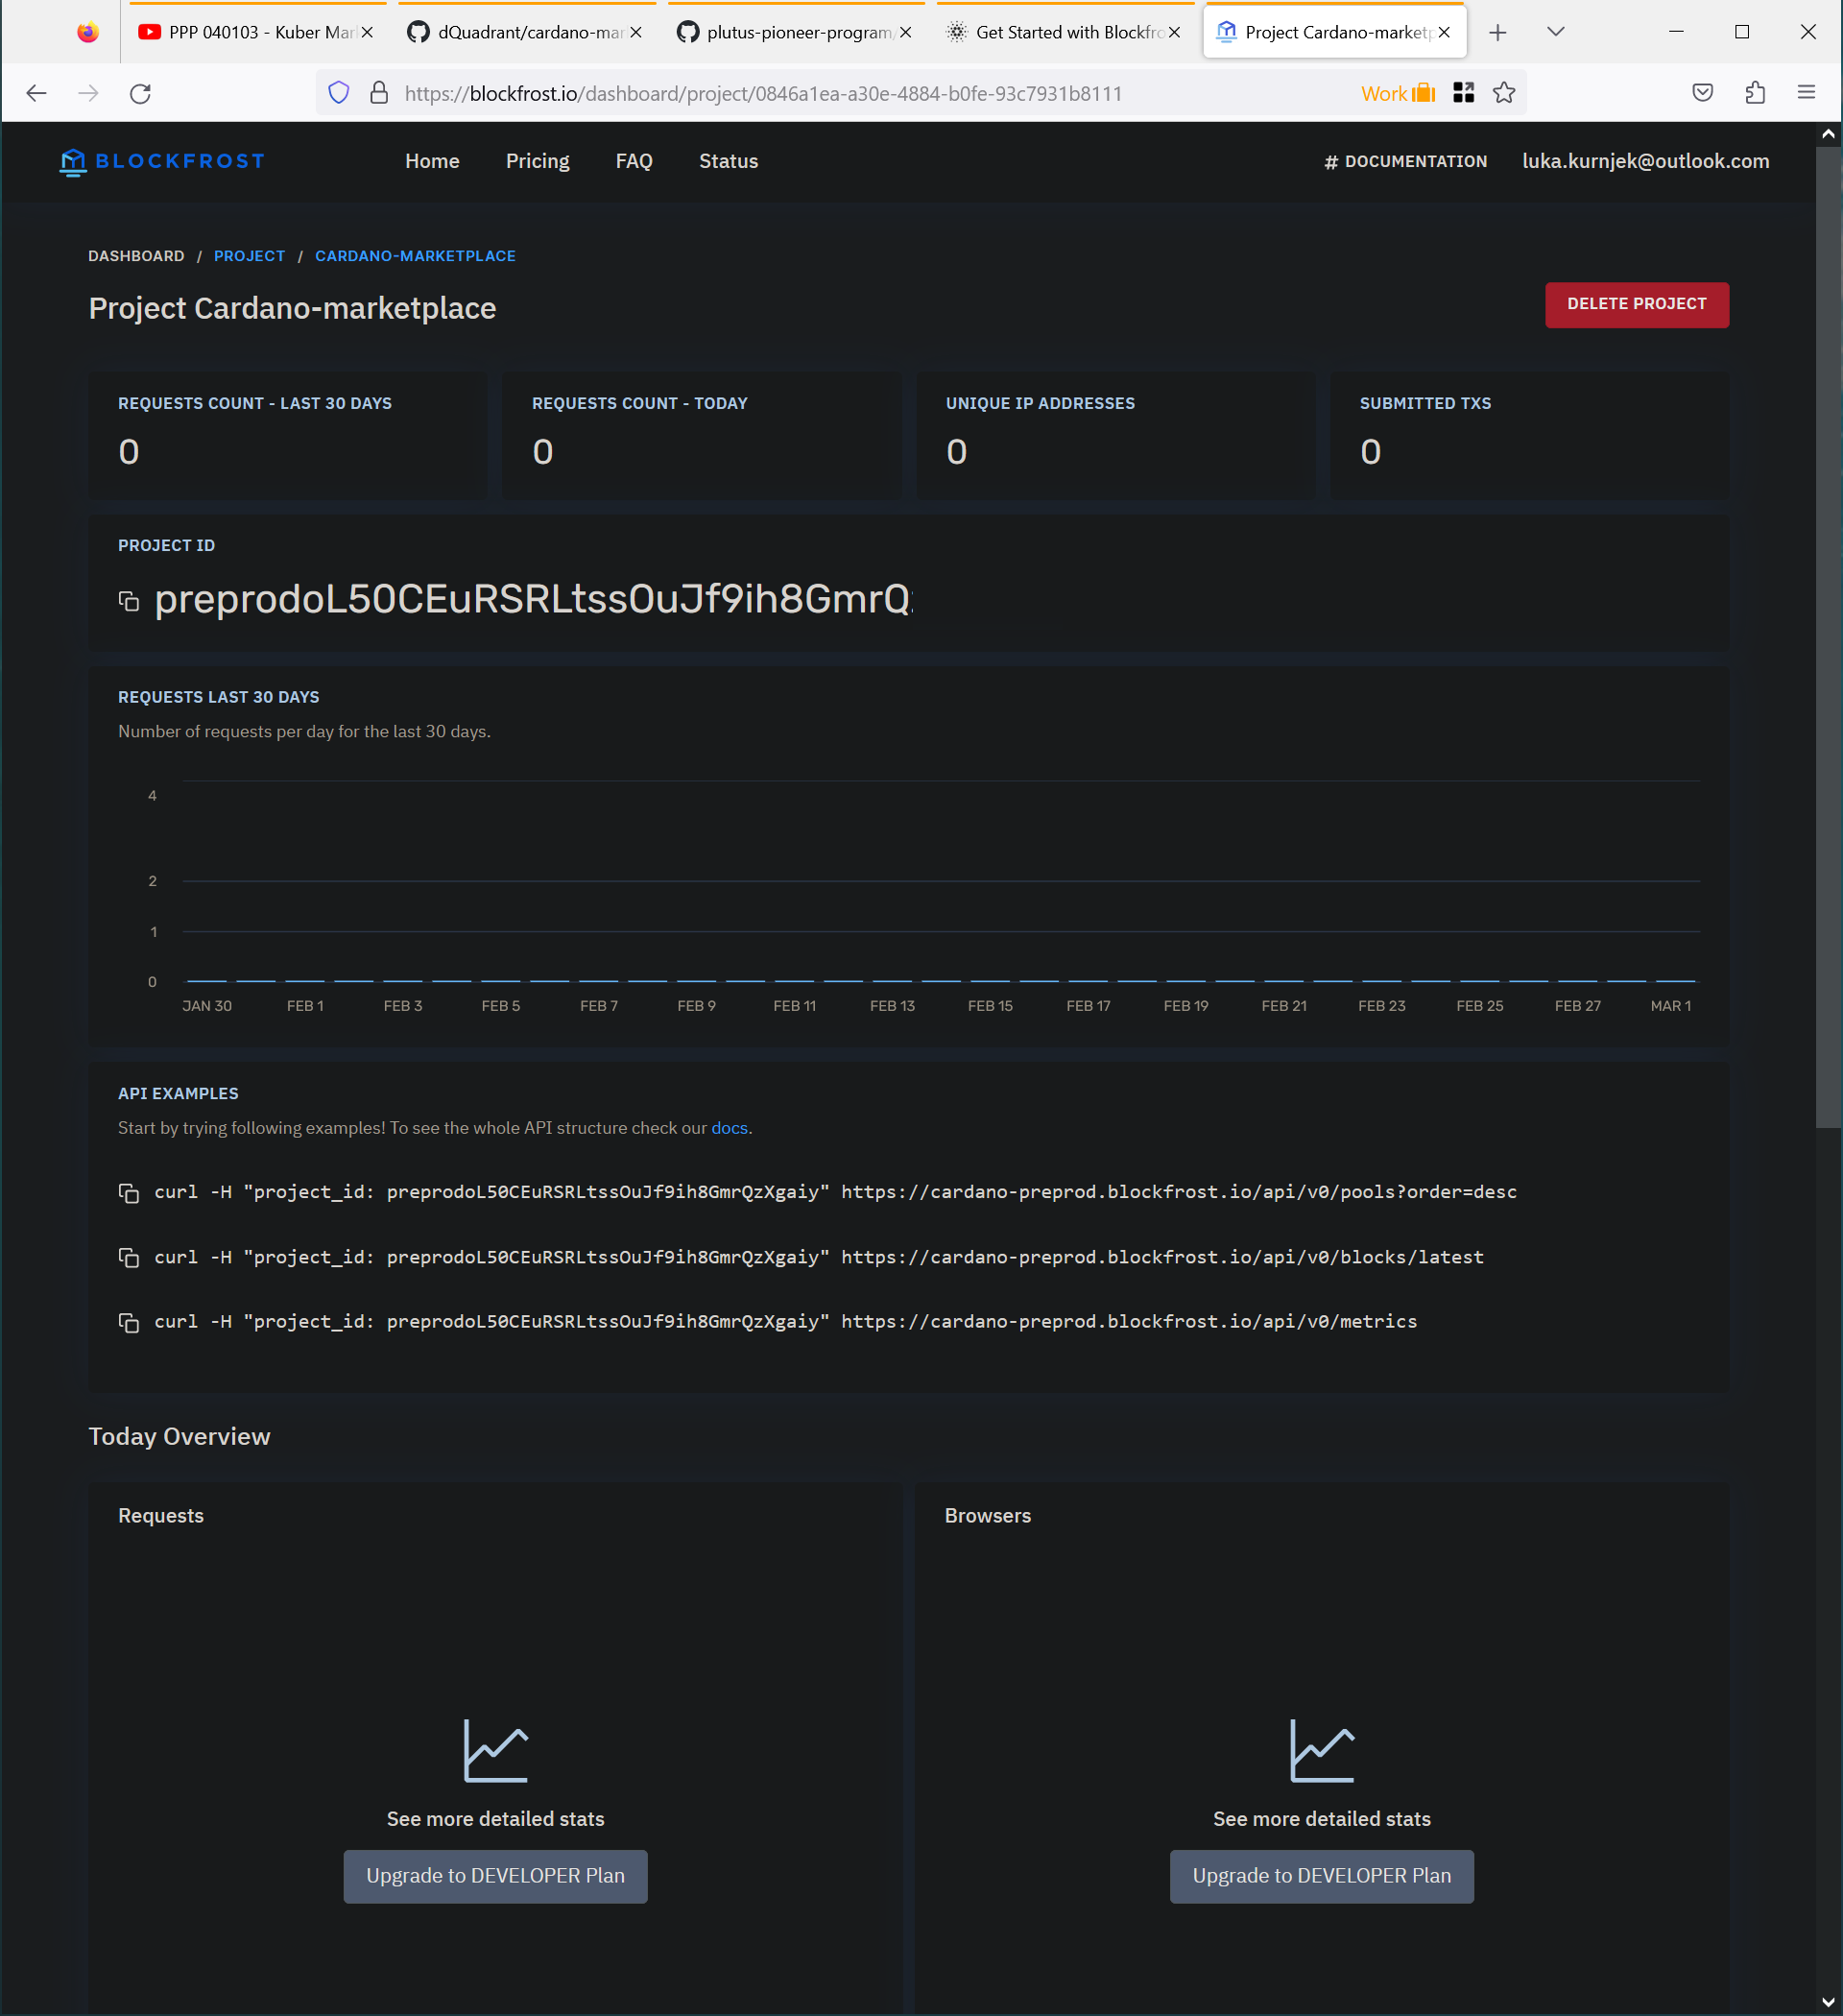 PPP 040103 - Kuber Mar
dQuadrant/cardano-mar
plutus-pioneer-program/
Get Started with Blockfro
Project Cardano-marketp
https://blockfrost.io/dashboard/project/0846a1ea-a30e-4884-b0fe-93c7931b8111
Work
BLOCKFROST
Home
Pricing
FAQ
Status
# DOCUMENTATION
luka.kurnjek@outlook.com
DASHBOARD / PROJECT / CARDANO-MARKETPLACE
Project Cardano-marketplace
DELETE PROJECT
REQUESTS COUNT - LAST 30 DAYS
0
REQUESTS COUNT - TODAY
0
UNIQUE IP ADDRESSES
0
SUBMITTED TXS
0
PROJECT ID
preprodoL50CEuRSRLtssOuJf9ih8GmrQ
REQUESTS LAST 30 DAYS
Number of requests per day for the last 30 days.
4
2
1
0
JAN 30 FEB 1 FEB 3 FEB 5 FEB 7 FEB 9 FEB 11 FEB 13 FEB 15 FEB 17 FEB 19 FEB 21 FEB 23 FEB 25 FEB 27 MAR 1
API EXAMPLES
Start by trying following examples! To see the whole API structure check our docs.
curl -H "project_id: preprodoL50CEuRSRLtssOuJf9ih8GmrQzXgaiy" https://cardano-preprod.blockfrost.io/api/v0/pools?order=desc
curl -H "project_id: preprodoL50CEuRSRLtssOuJf9ih8GmrQzXgaiy" https://cardano-preprod.blockfrost.io/api/v0/blocks/latest
curl -H "project_id: preprodoL50CEuRSRLtssOuJf9ih8GmrQzXgaiy" https://cardano-preprod.blockfrost.io/api/v0/metrics
Today Overview
Requests
See more detailed stats
Upgrade to DEVELOPER Plan
Browsers
See more detailed stats
Upgrade to DEVELOPER Plan